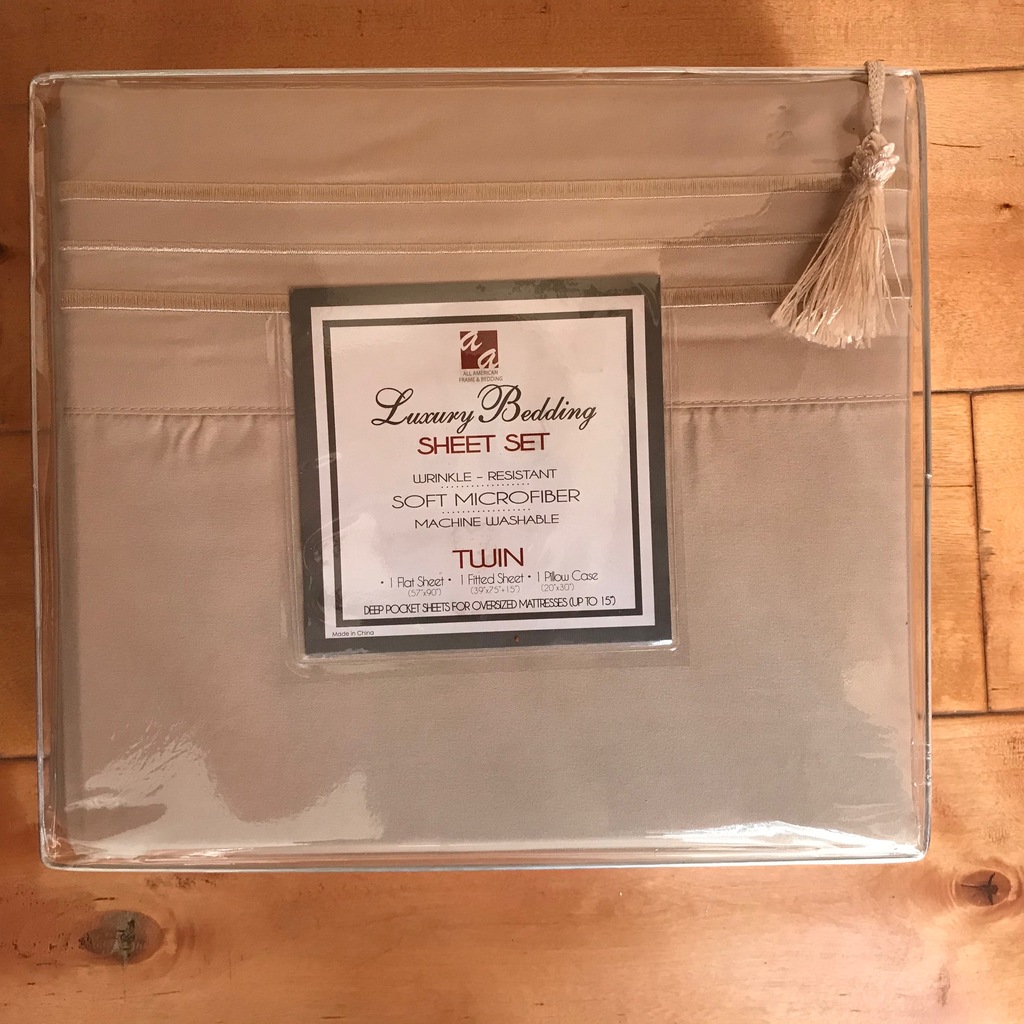 aa
ALL AMERICAN
FRAME & BEDDING
Luxury Bedding
SHEET SET
WRINKLE - RESISTANT
SOFT MICROFIBER
MACHINE WASHABLE
TWIN
• 1 Flat Sheet • 1 Fitted Sheet • 1 Pillow Case
(57"x90") (39"x75"+15") (20"x30")
DEEP POCKET SHEETS FOR OVERSIZED MATTRESSES (UP TO 15")
Made in China